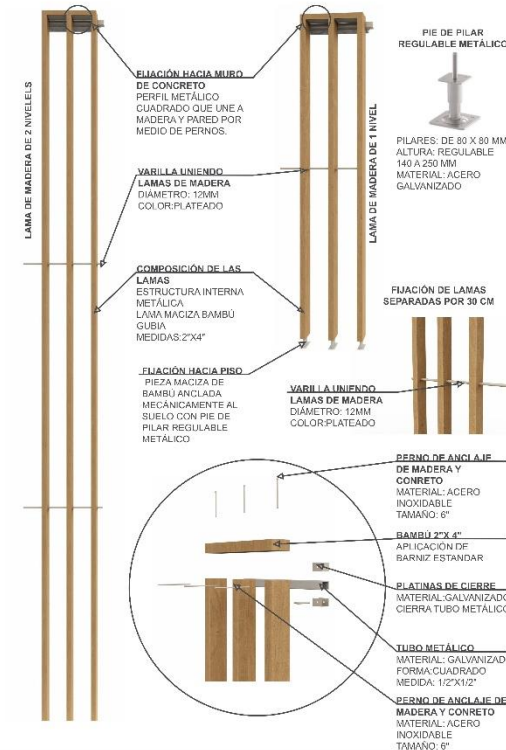 LAMA DE MADERA DE 2 NIVELELS
FIJACIÓN HACIA MURO
DE CONCRETO
PERFIL METÁLICO
CUADRADO QUE UNE A
MADERA Y PARED POR
MEDIO DE PERNOS.
VARILLA UNIENDO
LAMAS DE MADERA
DIÁMETRO: 12MM
COLOR:PLATEADO
COMPOSICIÓN DE LAS
LAMAS
ESTRUCTURA INTERNA
METÁLICA
LAMA MACIZA BAMBÚ
GUBIA
MEDIDAS:2"X4"
FIJACIÓN HACIA PISO
PIEZA MACIZA DE
BAMBÚ ANCLADA
MECÁNICAMENTE AL
SUELO CON PIE DE
PILAR REGULABLE
METÁLICO
LAMA DE MADERA DE 1 NIVEL
PIE DE PILAR
REGULABLE METÁLICO
PILARES: DE 80 X 80 MM
ALTURA: REGULABLE
140 A 250 MM
MATERIAL: ACERO
GALVANIZADO
FIJACIÓN DE LAMAS
SEPARADAS POR 30 CM
VARILLA UNIENDO
LAMAS DE MADERA
DIÁMETRO: 12MM
COLOR:PLATEADO
PERNO DE ANCLAJE
DE MADERA Y
CONRETO
MATERIAL: ACERO
INOXIDABLE
TAMAÑO: 6"
BAMBÚ 2"X 4"
APLICACIÓN DE
BARNIZ ESTANDAR
PLATINAS DE CIERRE
MATERIAL:GALVANIZADO
CIERRA TUBO METÁLICO
TUBO METÁLICO
MATERIAL: GALVANIZADO
FORMA:CUADRADO
MEDIDA: 1/2"X1/2"
PERNO DE ANCLAJE DE
MADERA Y CONRETO
MATERIAL: ACERO
INOXIDABLE
TAMAÑO: 6"